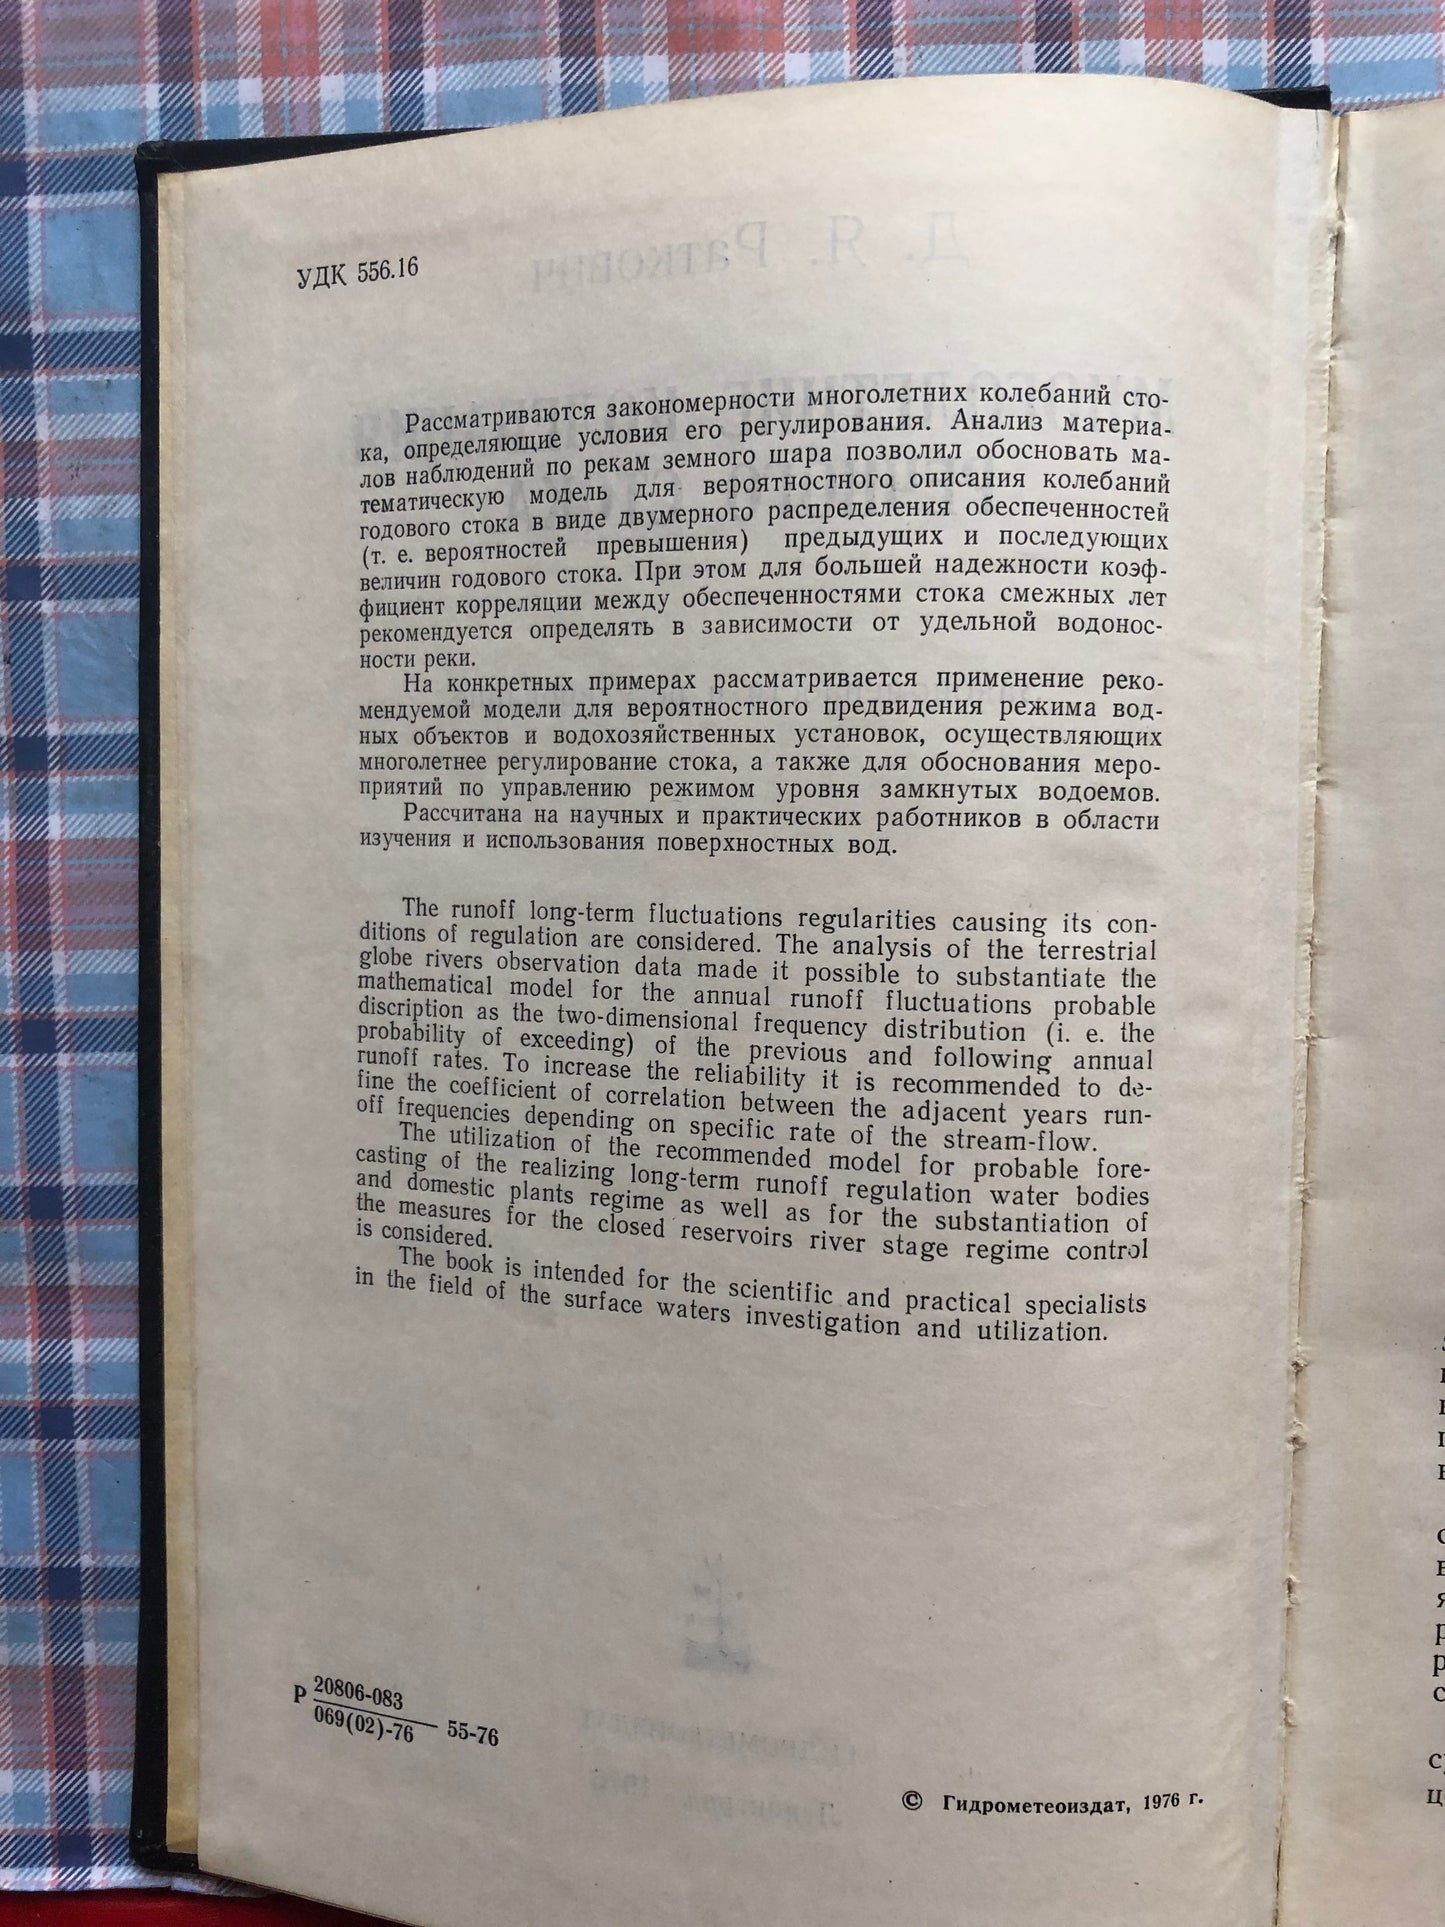 УДК 556.16
Рассматриваются закономерности многолетних колебаний сто-
ка, определяющие условия его регулирования. Анализ материа-
лов наблюдений по рекам земного шара позволил обосновать ма-
тематическую модель для вероятностного описания колебаний
годового стока в виде двумерного распределения обеспеченностей
(т. е. вероятностей превышения) предыдущих и последующих
величин годового стока. При этом для большей надежности коэф-
фициент корреляции между обеспеченностями стока смежных лет
рекомендуется определять в зависимости от удельной водонос-
ности реки.
На конкретных примерах рассматривается применение реко-
мендуемой модели для вероятностного предвидения режима вод-
ных объектов и водохозяйственных установок, осуществляющих
многолетнее регулирование стока, а также для обоснования меро-
приятий по управлению режимом уровня замкнутых водоемов.
Рассчитана на научных и практических работников в области
изучения и использования поверхностных вод.
The runoff long-term fluctuations regularities causing its con-
ditions of regulation are considered. The analysis of the terrestrial
globe rivers observation data made it possible to substantiate the
mathematical model for the annual runoff fluctuations probable
discription as the two-dimensional frequency distribution (i. e. the
probability of exceeding) of the previous and following annual
runoff rates. To increase the reliability it is recommended to de-
fine the coefficient of correlation between the adjacent years run-
off frequencies depending on specific rate of the stream-flow.
The utilization of the recommended model for probable fore-
casting of the realizing long-term runoff regulation water bodies
and domestic plants regime as well as for the substantiation of
the measures for the closed reservoirs river stage regime control
is considered.
The book is intended for the scientific and practical specialists
in the field of the surface waters investigation and utilization.
Р 20806-083
069(02)-76 — 55-76
© Гидрометеоиздат, 1976 г.